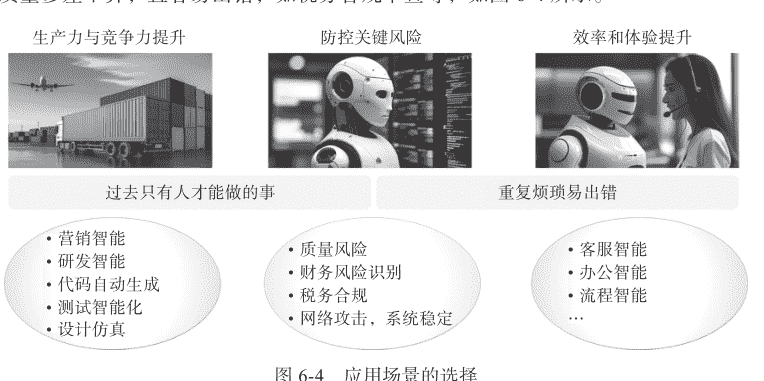 生产力与竞争力提升
防控关键风险
效率和体验提升
过去只有人才能做的事
重复烦琐易出错
• 营销智能
• 研发智能
• 代码自动生成
• 测试智能化
• 设计仿真
• 质量风险
• 财务风险识别
• 税务合规
• 网络攻击，系统稳定
• 客服智能
• 办公智能
• 流程智能
…
图 6-4 应用场景的选择